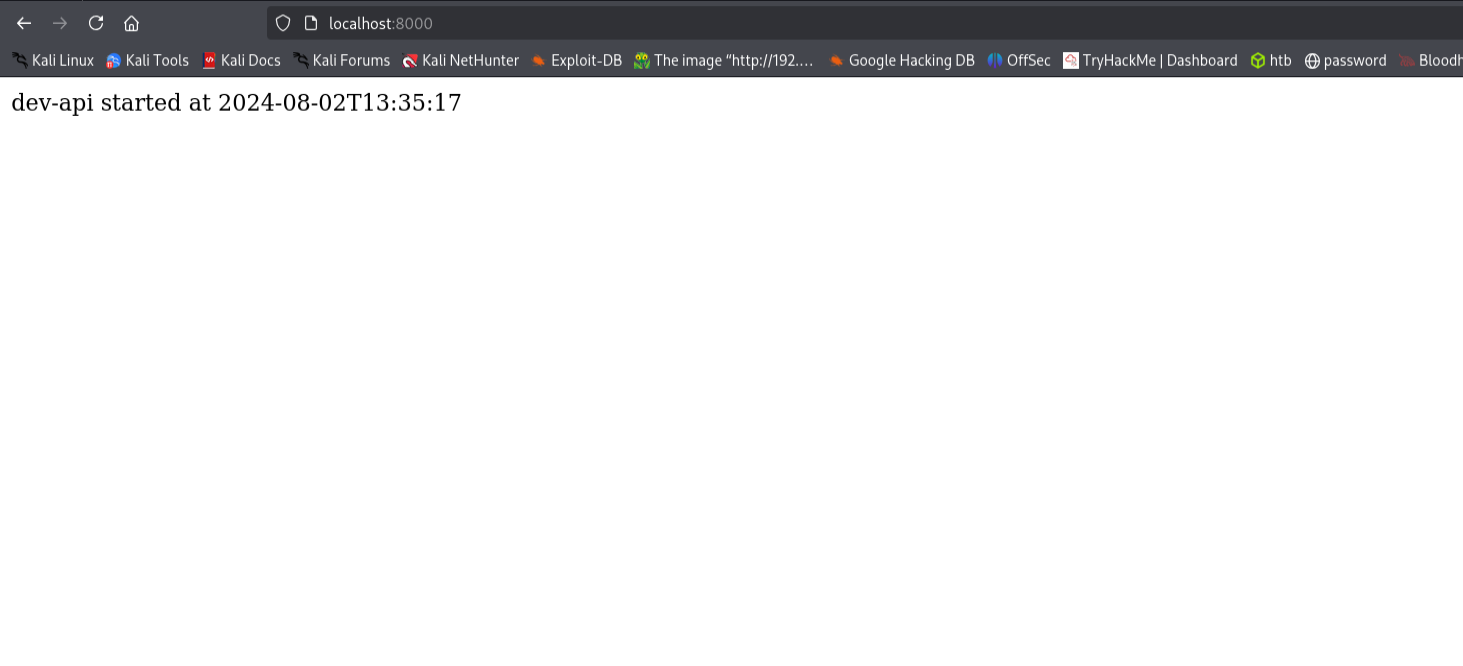 localhost:8000
Kali Linux Kali Tools Kali Docs Kali Forums Kali NetHunter Exploit-DB The image "http://192.... Google Hacking DB OffSec TryHackMe | Dashboard htb password Bloodh
dev-api started at 2024-08-02T13:35:17